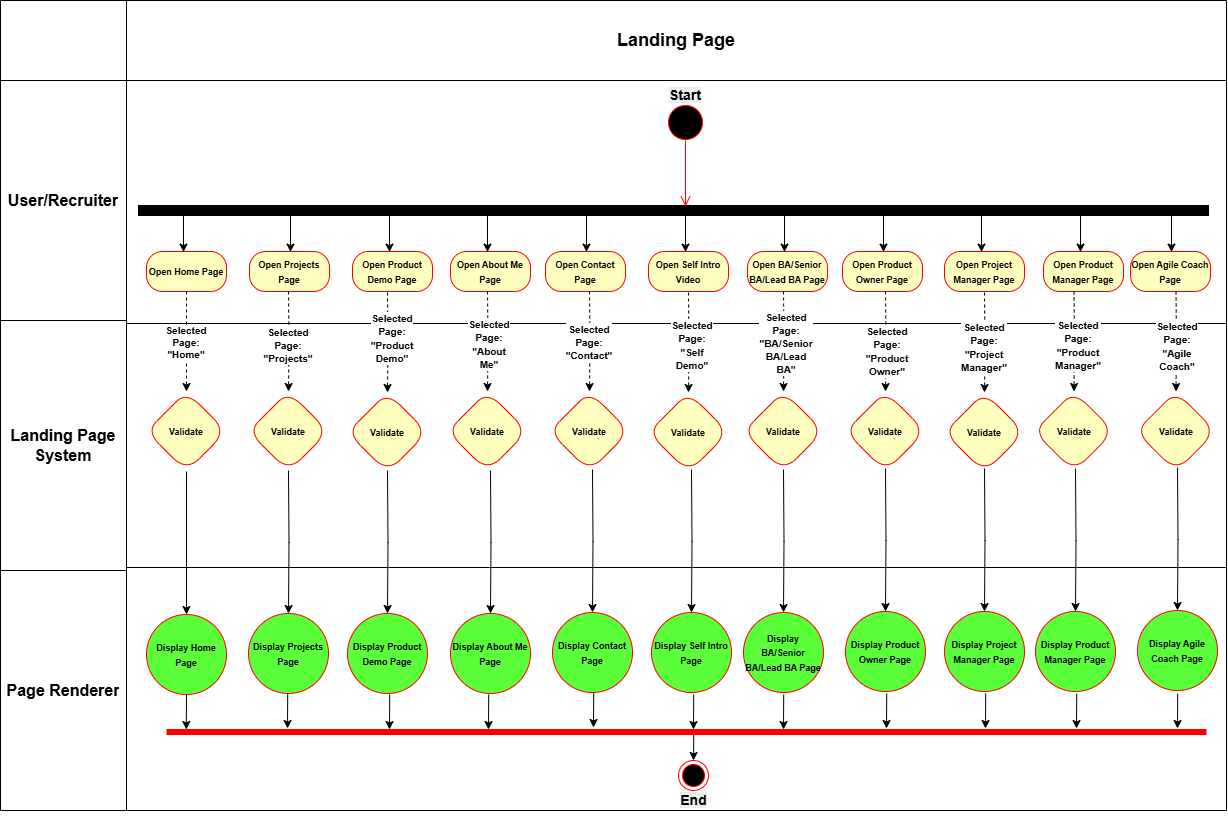 Landing Page
Start
User/Recruiter
Open Home Page
Open Projects
Page
Open Product
Demo Page
Open About Me
Page
Open Contact
Page
Open Self Intro
Video
Open BA/Senior
BA/Lead BA Page
Open Product
Owner Page
Open Project
Manager Page
Open Product
Manager Page
Open Agile Coach
Page
Selected
Page:
"Home"
Selected
Page:
"Projects"
Selected
Page:
"Product
Demo"
Selected
Page:
"About
Me"
Selected
Page:
"Contact"
Selected
Page:
"Self
Demo"
Selected
Page:
"BA/Senior
BA/Lead
BA"
Selected
Page:
"Product
Owner"
Selected
Page:
"Project
Manager"
Selected
Page:
"Product
Manager"
Selected
Page:
"Agile
Coach"
Landing Page
System
Validate
Validate
Validate
Validate
Validate
Validate
Validate
Validate
Validate
Validate
Validate
Page Renderer
Display Home
Page
Display Projects
Page
Display Product
Demo Page
Display About Me
Page
Display Contact
Page
Display Self Intro
Page
Display
BA/Senior
BA/Lead BA Page
Display Product
Owner Page
Display Project
Manager Page
Display Product
Manager Page
Display Agile
Coach Page
End